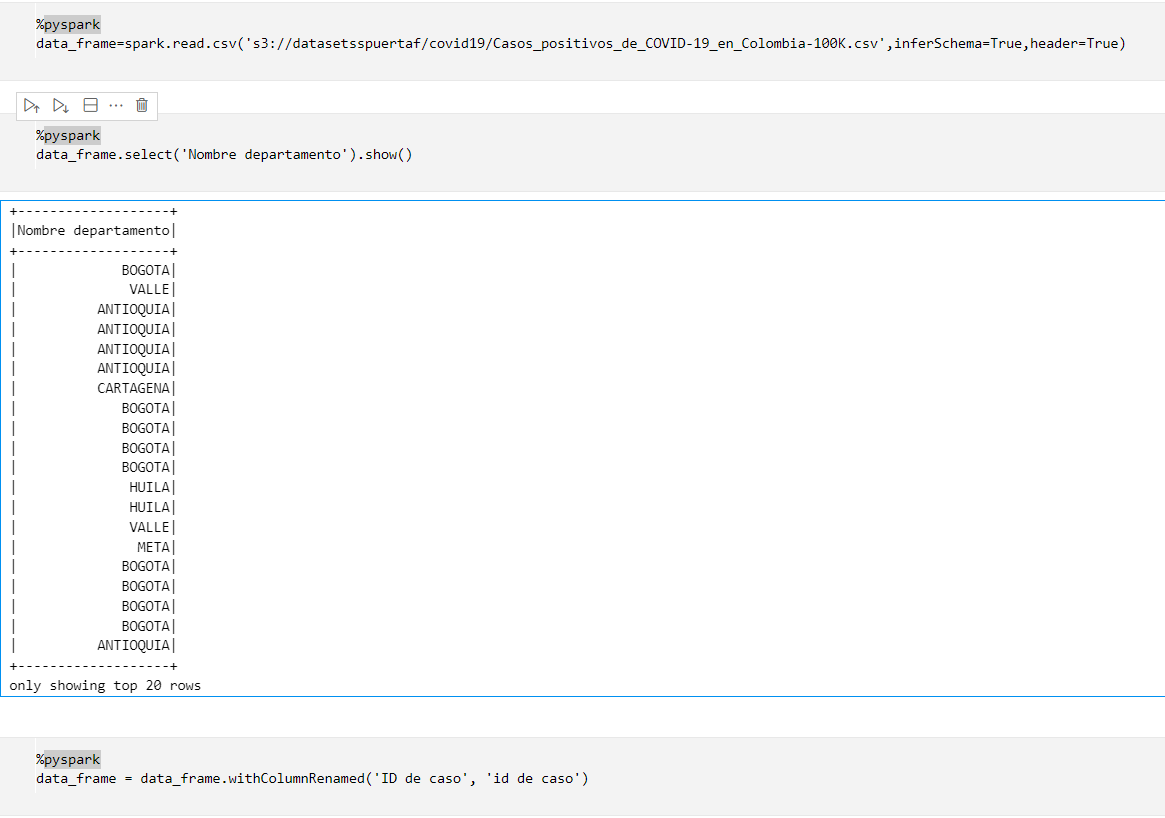 %pyspark
data_frame=spark.read.csv('s3://datasetsspuertaf/covid19/Casos_positivos_de_COVID-19_en_Colombia-100K.csv',inferSchema=True,header=True)
%pyspark
data_frame.select('Nombre departamento').show()
+-------------------+
|Nombre departamento|
+-------------------+
|             BOGOTA|
|              VALLE|
|          ANTIOQUIA|
|          ANTIOQUIA|
|          ANTIOQUIA|
|          ANTIOQUIA|
|          CARTAGENA|
|             BOGOTA|
|             BOGOTA|
|             BOGOTA|
|             BOGOTA|
|              HUILA|
|              HUILA|
|              VALLE|
|               META|
|             BOGOTA|
|             BOGOTA|
|             BOGOTA|
|             BOGOTA|
|          ANTIOQUIA|
+-------------------+
only showing top 20 rows
%pyspark
data_frame = data_frame.withColumnRenamed('ID de caso', 'id de caso')